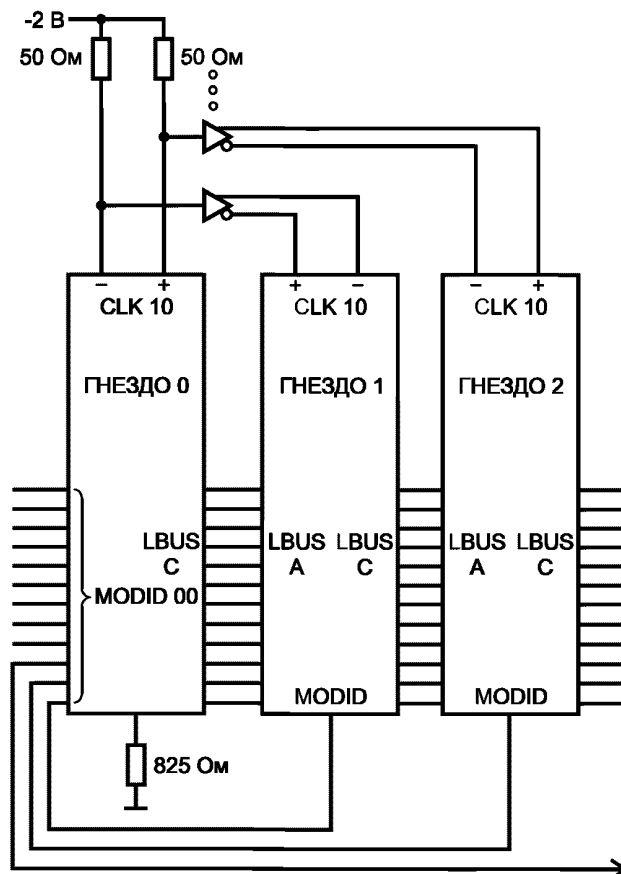 -2 В
50 Ом
50 Ом
− +
CLK 10
+ −
CLK 10
− +
CLK 10
ГНЕЗДО 0
ГНЕЗДО 1
ГНЕЗДО 2
LBUS
C
LBUS
A
LBUS
C
LBUS
A
LBUS
C
MODID 00
MODID
MODID
825 Ом